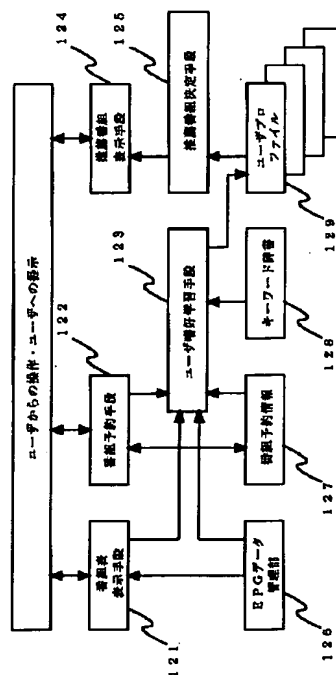 ユーザからの操作・ユーザへの提示
番組表
表示手段
121
番組予約手段
122
推薦番組
表示手段
124
ユーザ嗜好学習手段
123
推薦番組決定手段
125
EPGデータ
管理部
126
番組予約情報
127
キーワード辞書
128
ユーザプロ
ファイル
129